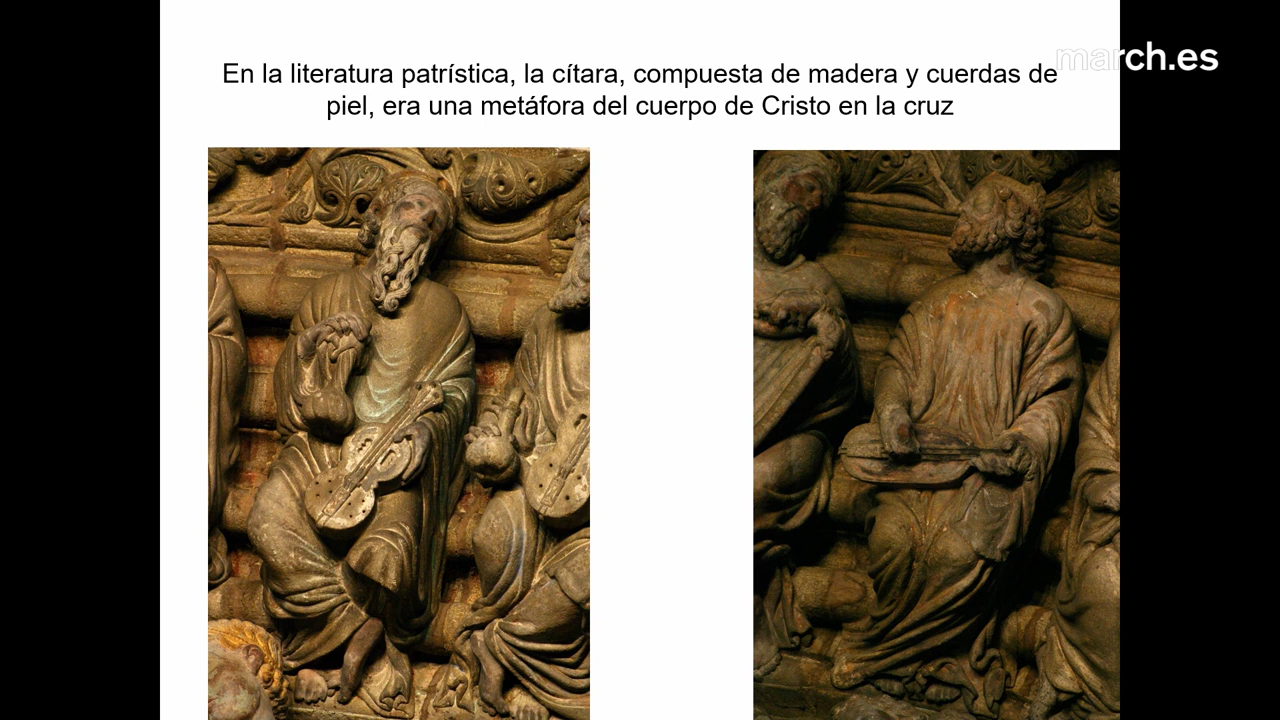 En la literatura patrística, la cítara, compuesta de madera y cuerdas de
piel, era una metáfora del cuerpo de Cristo en la cruz
march.es